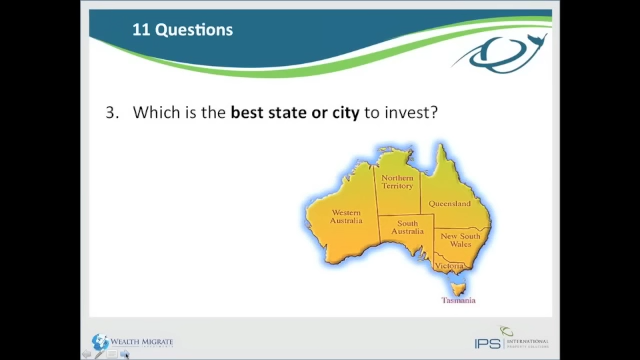 11 Questions
3. Which is the best state or city to invest?
Northern
Territory
Queensland
Western
Australia
South
Australia
New South
Wales
Victoria
Tasmania
WEALTH MIGRATE
IPS INTERNATIONAL